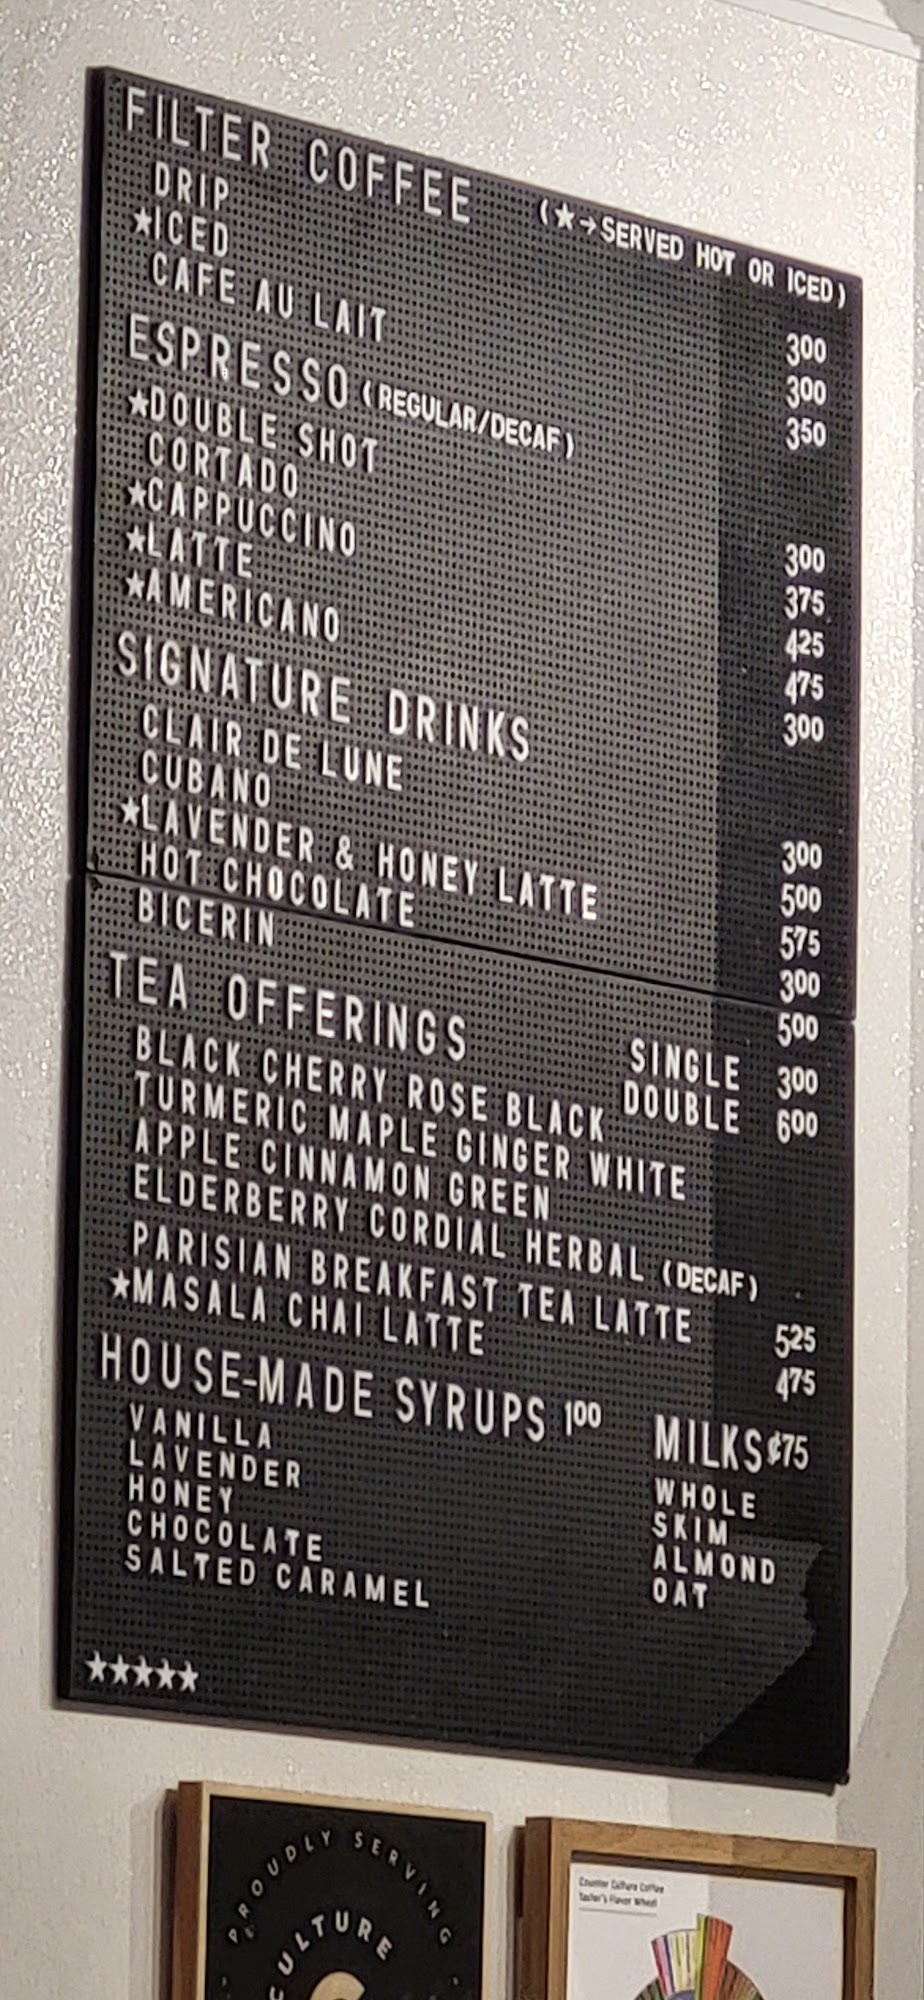 FILTER COFFEE (★→SERVED HOT OR ICED)
DRIP 300
★ICED 300
CAFE AU LAIT 350
ESPRESSO (REGULAR/DECAF)
★DOUBLE SHOT 300
CORTADO 375
★CAPPUCCINO 425
★LATTE 475
★AMERICANO 300
SIGNATURE DRINKS
CLAIR DE LUNE 300
CUBANO 500
★LAVENDER & HONEY LATTE 575
HOT CHOCOLATE 300
BICERIN 500
TEA OFFERINGS SINGLE 300
DOUBLE 600
BLACK CHERRY ROSE BLACK
TURMERIC MAPLE GINGER WHITE
APPLE CINNAMON GREEN
ELDERBERRY CORDIAL HERBAL (DECAF)
PARISIAN BREAKFAST TEA LATTE 525
★MASALA CHAI LATTE 475
HOUSE-MADE SYRUPS 100
VANILLA
LAVENDER
HONEY
CHOCOLATE
SALTED CARAMEL
MILKS ¢75
WHOLE
SKIM
ALMOND
OAT
★★★★★
PROUDLY SERVING
CULTURE
Counter Culture Coffee
Taster's Flavor Wheel